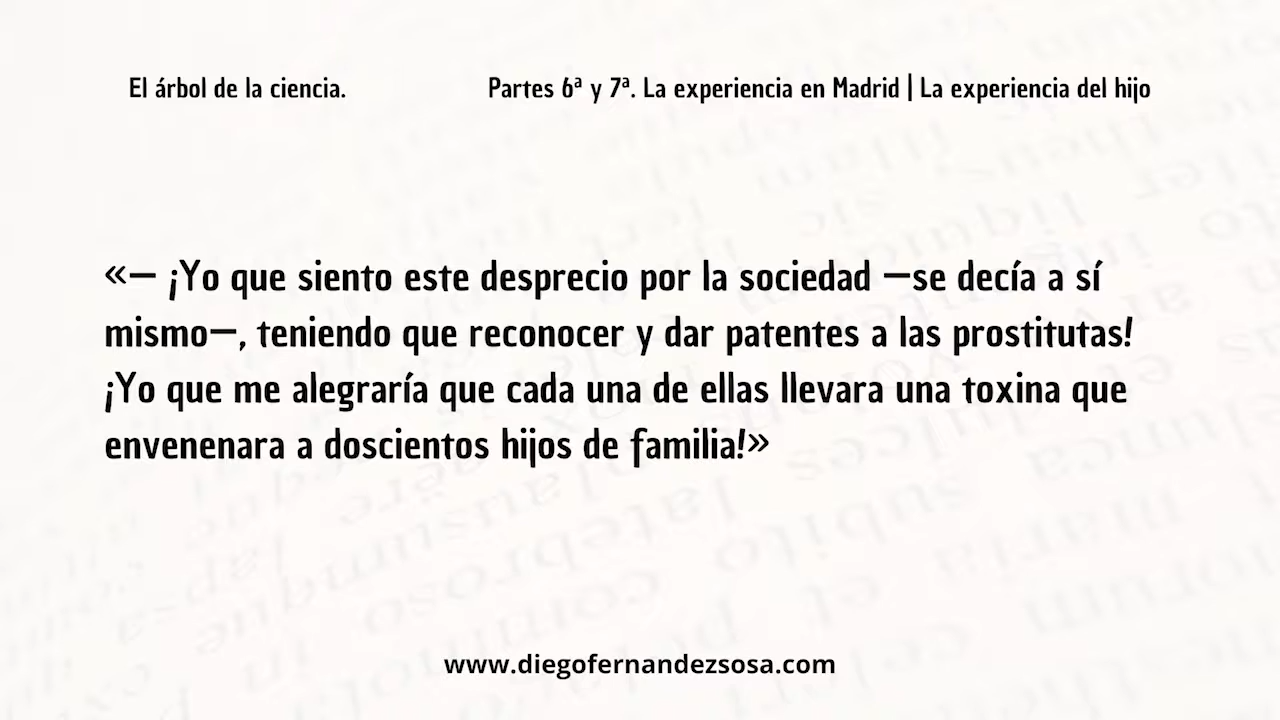 El árbol de la ciencia.
Partes 6ª y 7ª. La experiencia en Madrid | La experiencia del hijo
«— ¡Yo que siento este desprecio por la sociedad —se decía a sí
mismo—, teniendo que reconocer y dar patentes a las prostitutas!
¡Yo que me alegraría que cada una de ellas llevara una toxina que
envenenara a doscientos hijos de familia!»
www.diegofernandezsosa.com